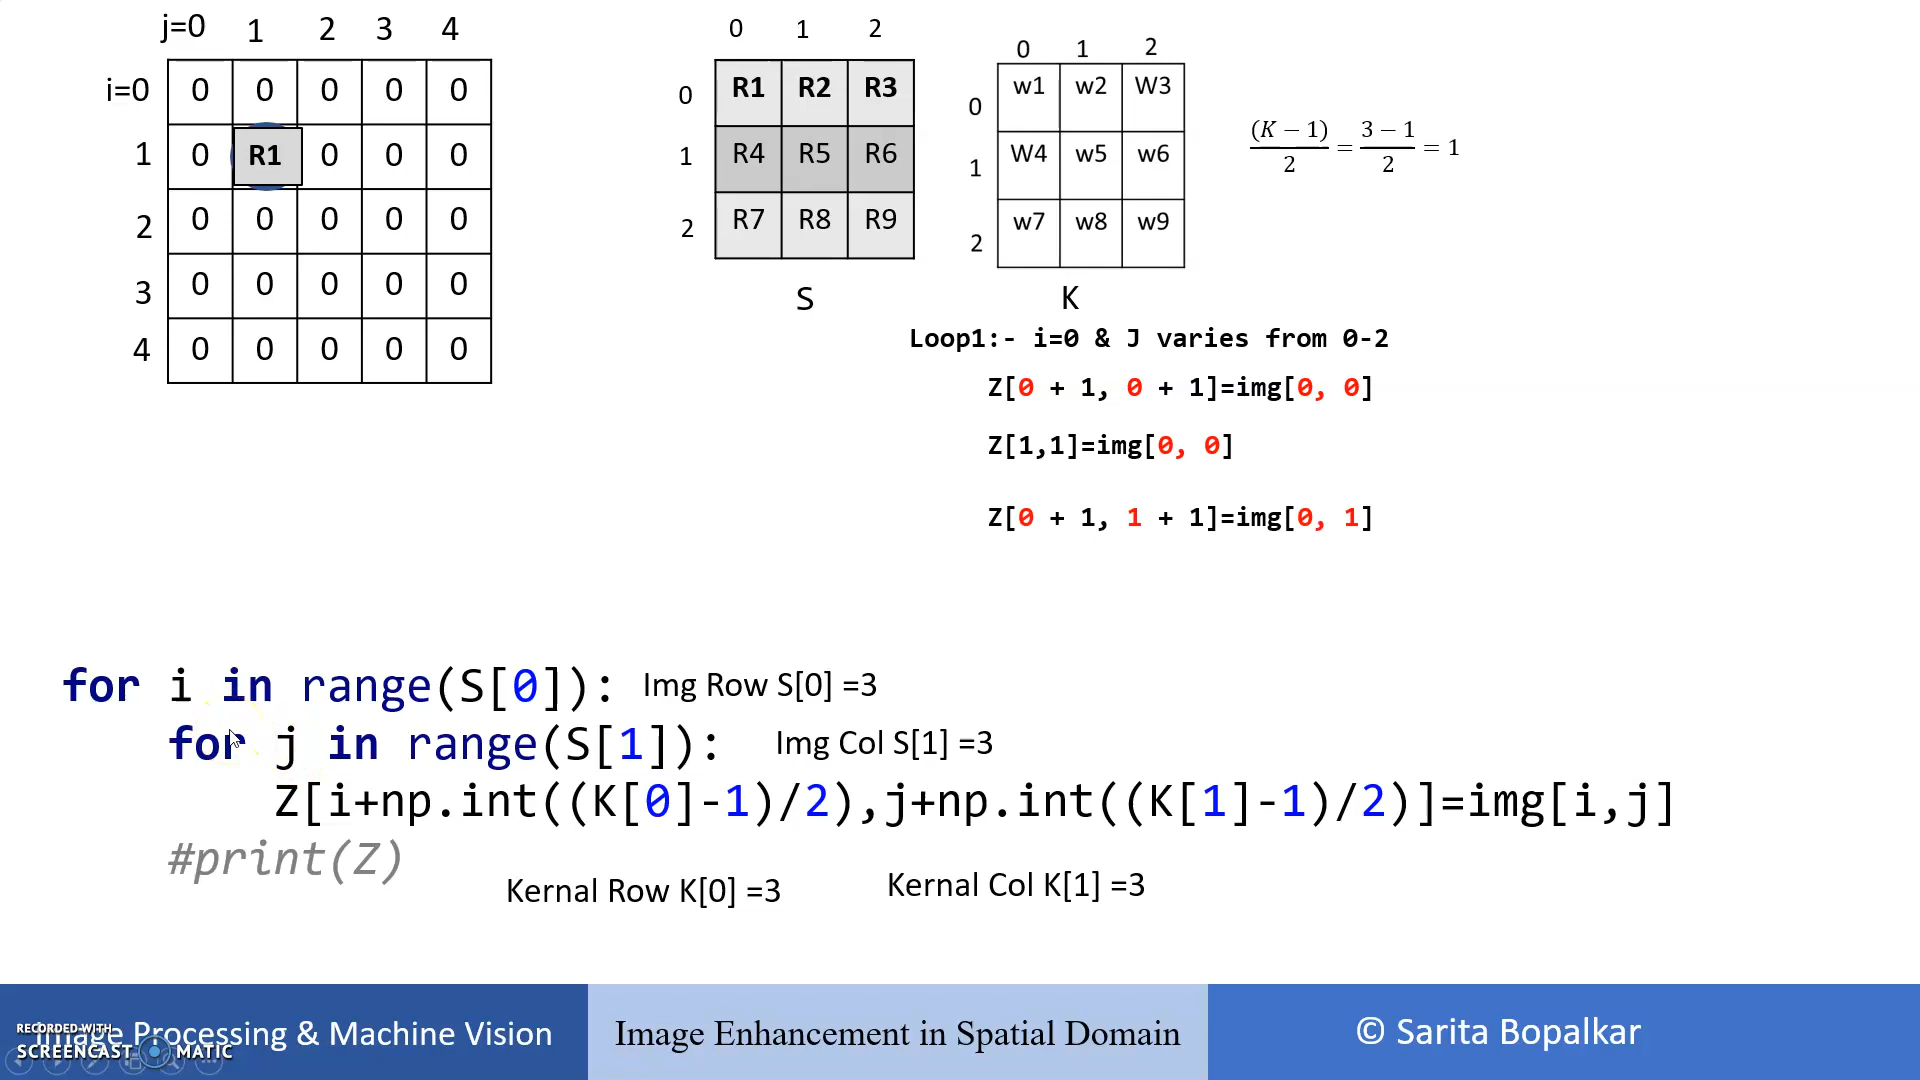 j=0 1 2 3 4
i=0 0 0 0 0 0
1 0 R1 0 0 0
2 0 0 0 0 0
3 0 0 0 0 0
4 0 0 0 0 0
0 1 2
0 R1 R2 R3
1 R4 R5 R6
2 R7 R8 R9
S
0 1 2
0 w1 w2 W3
1 W4 w5 w6
2 w7 w8 w9
K
(K − 1)/2 = 3 − 1/2 = 1
Loop1:- i=0 & J varies from 0-2
Z[0 + 1, 0 + 1]=img[0, 0]
Z[1,1]=img[0, 0]
Z[0 + 1, 1 + 1]=img[0, 1]
for i in range(S[0]): Img Row S[0] =3
for j in range(S[1]): Img Col S[1] =3
Z[i+np.int((K[0]-1)/2),j+np.int((K[1]-1)/2)]=img[i,j]
#print(Z)
Kernal Row K[0] =3 Kernal Col K[1] =3
Image Processing & Machine Vision
Image Enhancement in Spatial Domain
© Sarita Bopalkar
RECORDED WITH
SCREENCAST MATIC